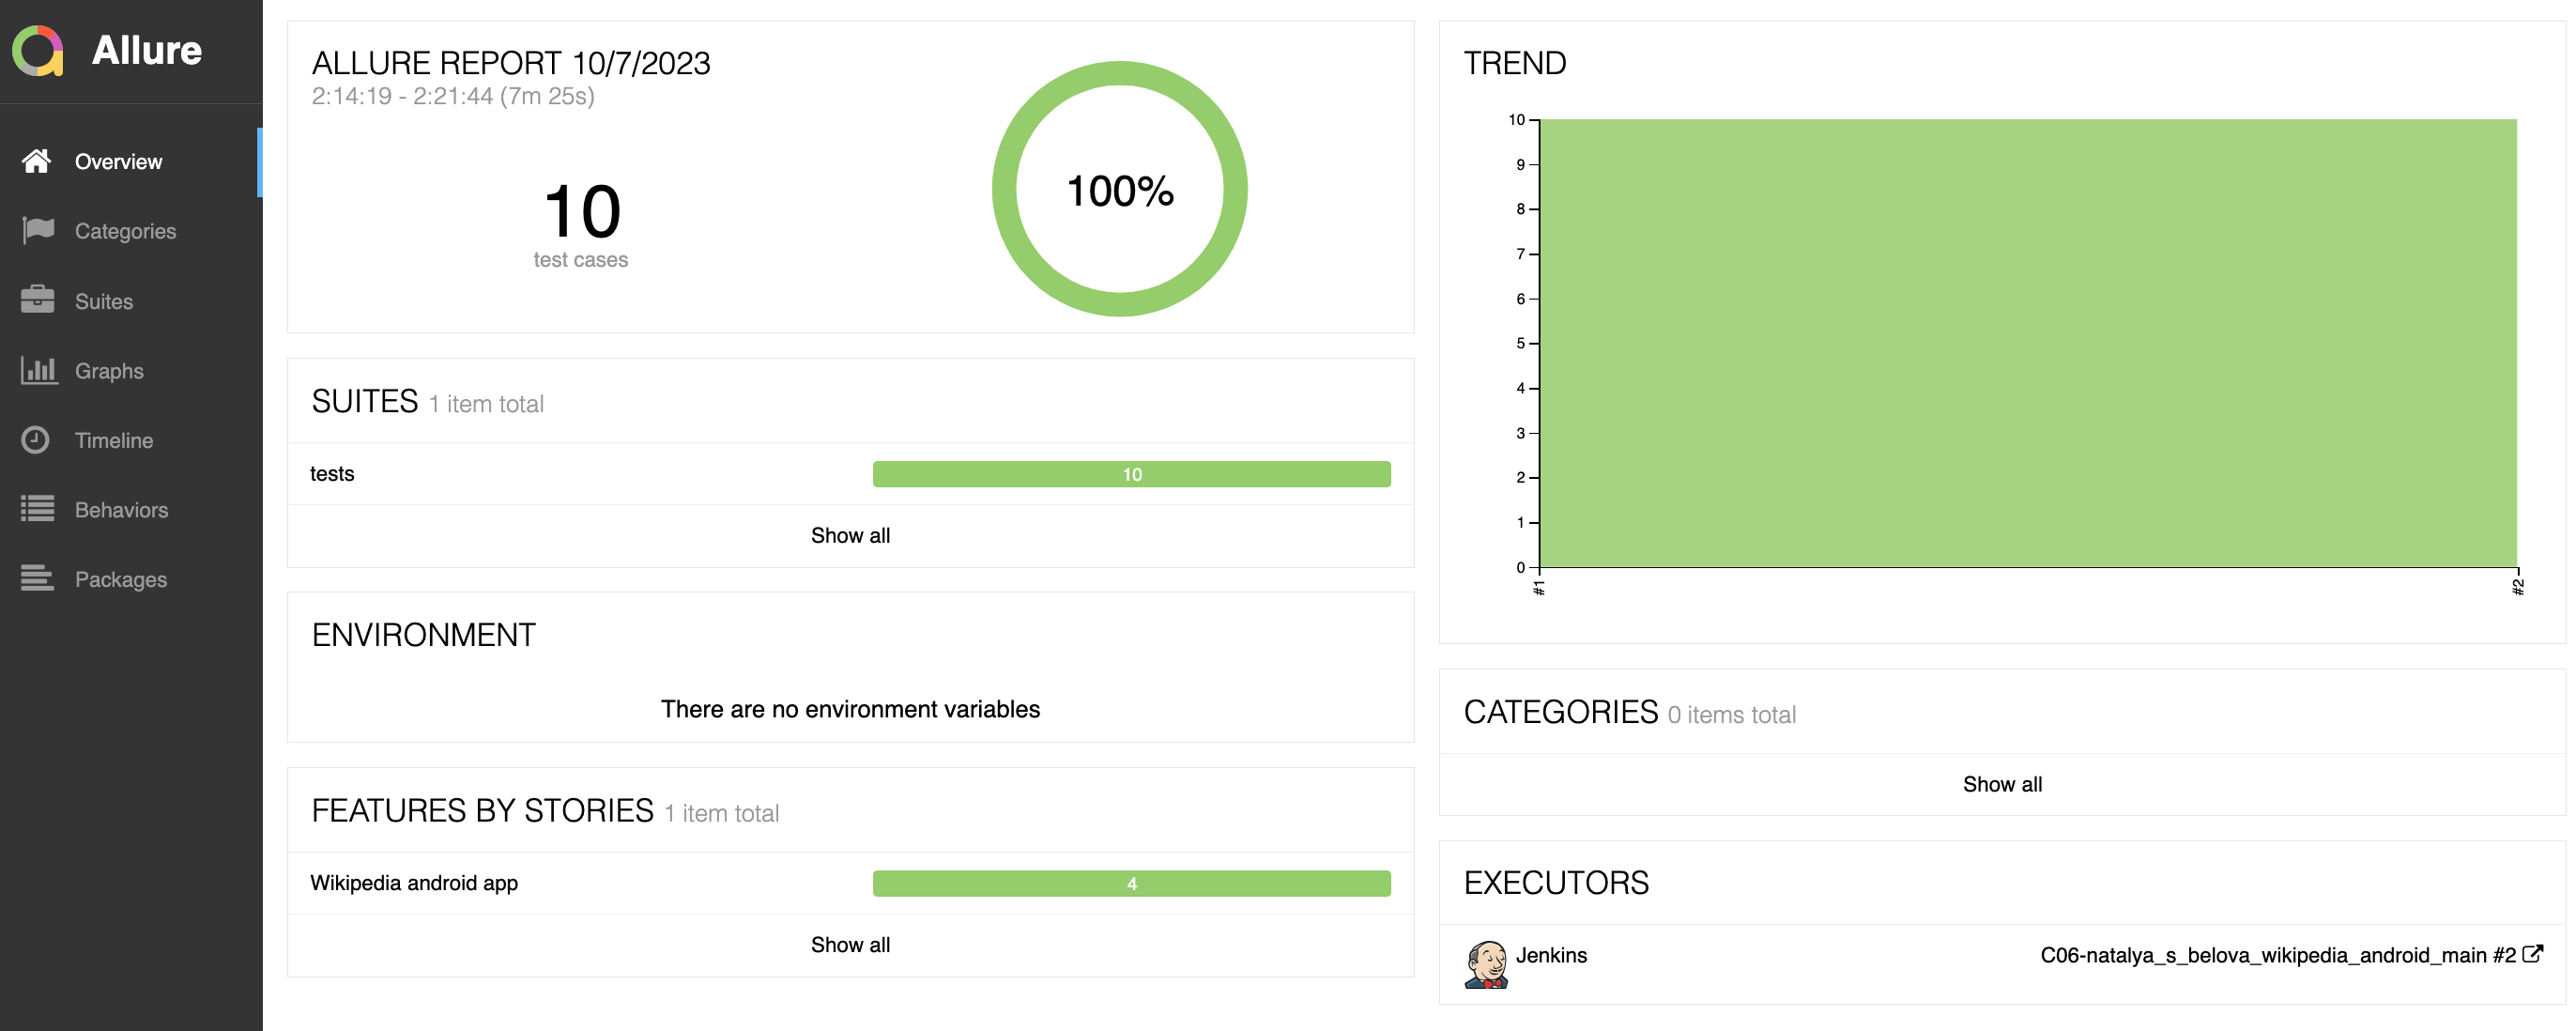 Allure
Overview
Categories
Suites
Graphs
Timeline
Behaviors
Packages
ALLURE REPORT 10/7/2023
2:14:19 - 2:21:44 (7m 25s)
10
test cases
100%
SUITES 1 item total
tests 10
Show all
ENVIRONMENT
There are no environment variables
FEATURES BY STORIES 1 item total
Wikipedia android app 4
Show all
TREND
10
9
8
7
6
5
4
3
2
1
0
#1 #2
CATEGORIES 0 items total
Show all
EXECUTORS
Jenkins C06-natalya_s_belova_wikipedia_android_main #2